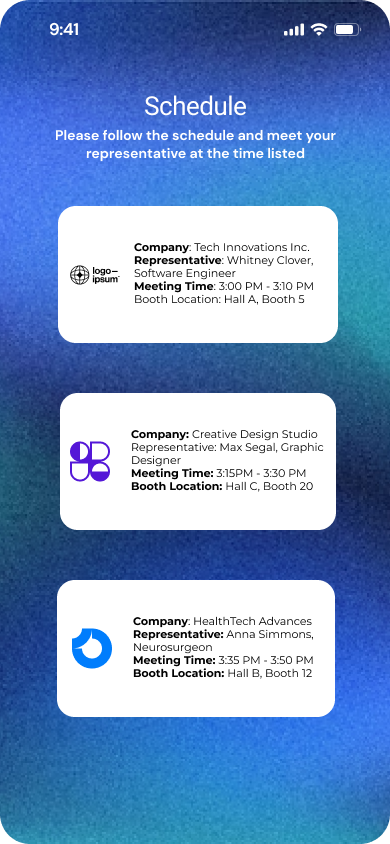 9:41
Schedule
Please follow the schedule and meet your
representative at the time listed
logo—
ipsum
Company: Tech Innovations Inc.
Representative: Whitney Clover,
Software Engineer
Meeting Time: 3:00 PM - 3:10 PM
Booth Location: Hall A, Booth 5
Company: Creative Design Studio
Representative: Max Segal, Graphic
Designer
Meeting Time: 3:15PM - 3:30 PM
Booth Location: Hall C, Booth 20
Company: HealthTech Advances
Representative: Anna Simmons,
Neurosurgeon
Meeting Time: 3:35 PM - 3:50 PM
Booth Location: Hall B, Booth 12